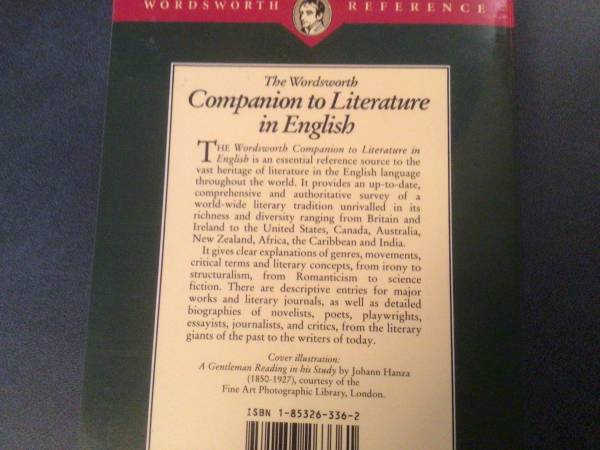 WORDSWORTH REFERENCE
The Wordsworth
Companion to Literature
in English
THE Wordsworth Companion to Literature in
English is an essential reference source to the
vast heritage of literature in the English language
throughout the world. It provides an up-to-date,
comprehensive and authoritative survey of a
world-wide literary tradition unrivalled in its
richness and diversity ranging from Britain and
Ireland to the United States, Canada, Australia,
New Zealand, Africa, the Caribbean and India.
It gives clear explanations of genres, movements,
critical terms and literary concepts, from irony to
structuralism, from Romanticism to science
fiction. There are descriptive entries for major
works and literary journals, as well as detailed
biographies of novelists, poets, playwrights,
essayists, journalists, and critics, from the literary
giants of the past to the writers of today.
Cover illustration:
A Gentleman Reading in his Study by Johann Hanza
(1850-1927), courtesy of the
Fine Art Photographic Library, London.
ISBN 1-85326-336-2